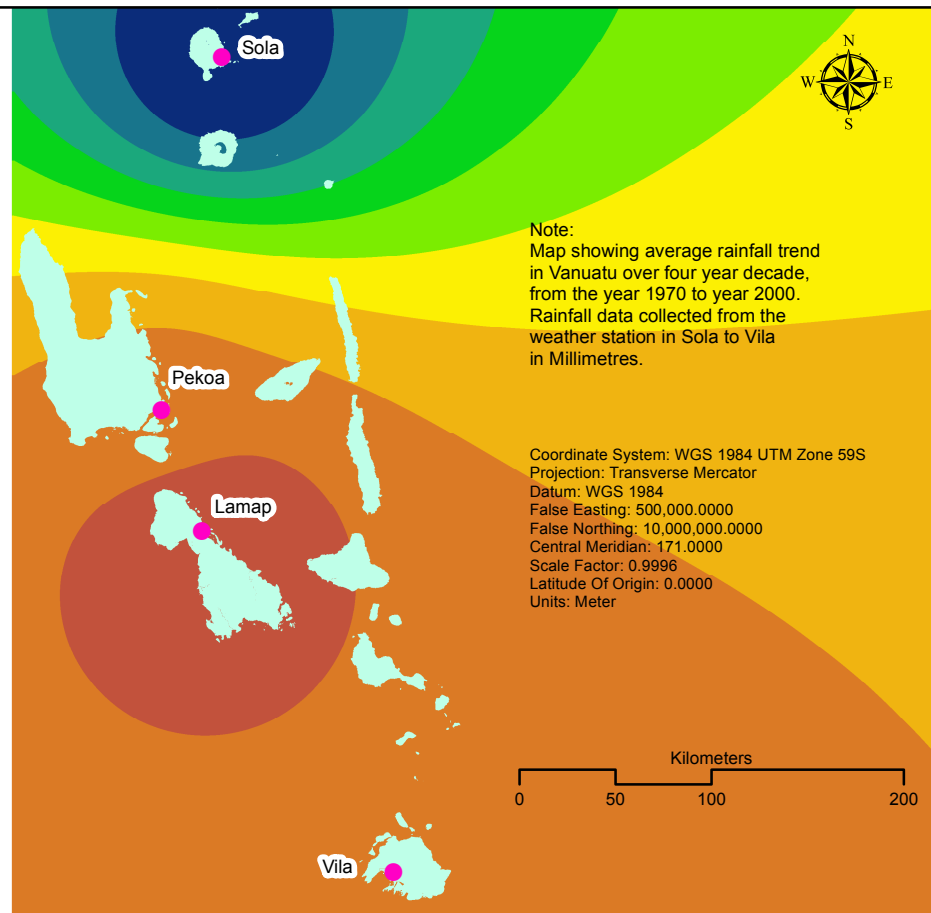 Sola
N
W E
S
Note:
Map showing average rainfall trend
in Vanuatu over four year decade,
from the year 1970 to year 2000.
Rainfall data collected from the
weather station in Sola to Vila
in Millimetres.
Pekoa
Coordinate System: WGS 1984 UTM Zone 59S
Projection: Transverse Mercator
Datum: WGS 1984
False Easting: 500,000.0000
False Northing: 10,000,000.0000
Central Meridian: 171.0000
Scale Factor: 0.9996
Latitude Of Origin: 0.0000
Units: Meter
Lamap
Kilometers
0 50 100 200
Vila